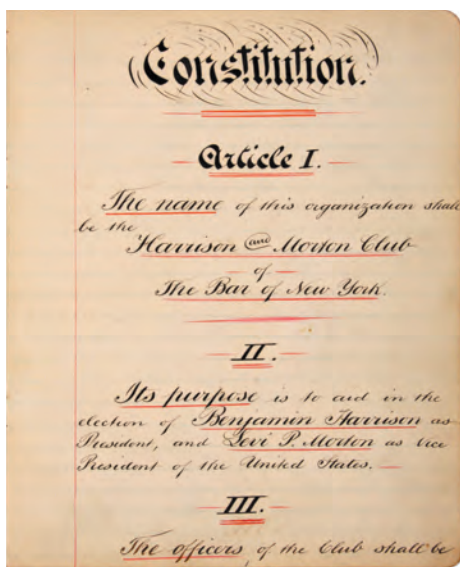 Constitution.
Article I.
The name of this organization shall
be the
Harrison and Morton Club
of
The Bar of New York.
II.
Its purpose is to aid in the
election of Benjamin Harrison as
President, and Levi P. Morton as Vice
President of the United States.
III.
The officers, of the Club shall be